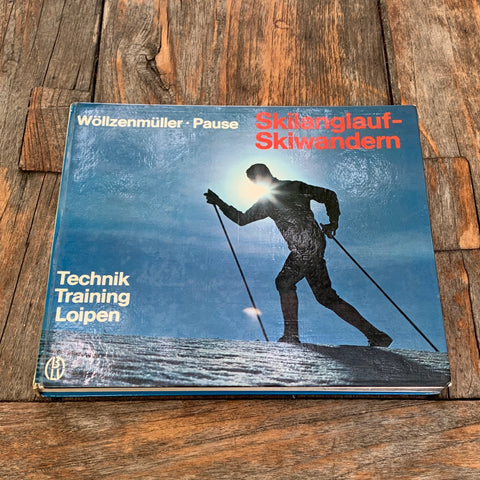 Wöllzenmüller · Pause
Skilanglauf-
Skiwandern
Technik
Training
Loipen